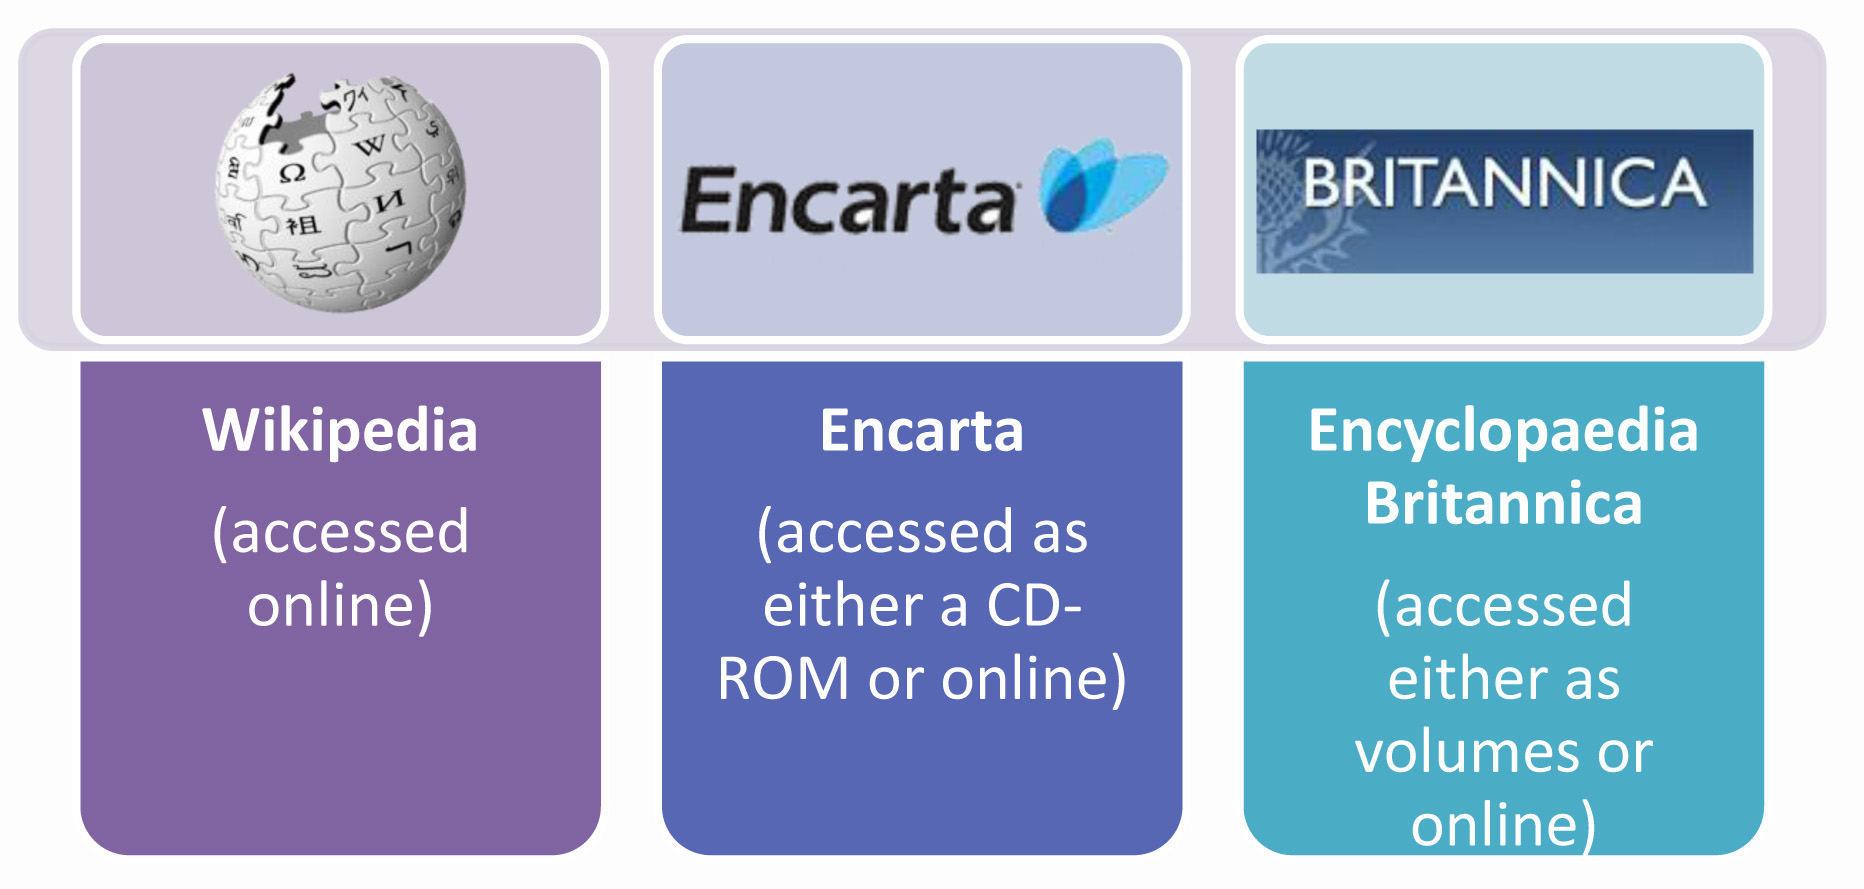 Ω
W
И
祖
Encarta
BRITANNICA
Wikipedia
(accessed
online)
Encarta
(accessed as
either a CD-
ROM or online)
Encyclopaedia
Britannica
(accessed
either as
volumes or
online)